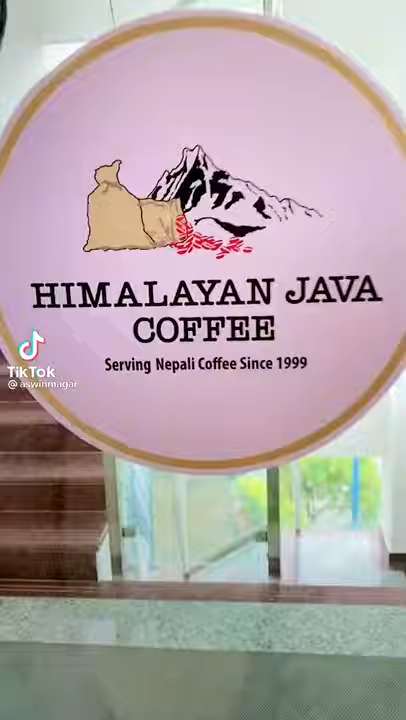 HIMALAYAN JAVA
COFFEE
Serving Nepali Coffee Since 1999
TikTok
@aswinmagar